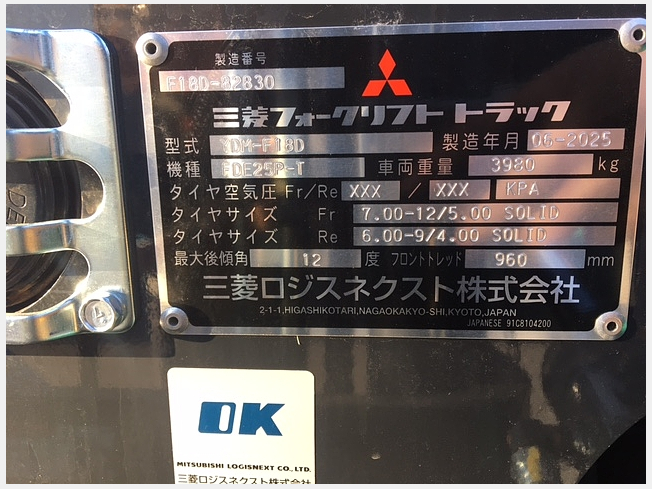 製造番号
F18D-82830
三菱フォークリフト トラック
型式 YDM-F18D 製造年月 06-2025
機種 FDE25P-T 車両重量 3980 kg
タイヤ空気圧 Fr/Re XXX / XXX KPA
タイヤサイズ Fr 7.00-12/5.00 SOLID
タイヤサイズ Re 6.00-9/4.00 SOLID
最大後傾角 12 度 フロントトレッド 960 mm
三菱ロジスネクスト株式会社
2-1-1,HIGASHIKOTARI,NAGAOKAKYO-SHI,KYOTO,JAPAN
JAPANESE 91C8104200
OK
MITSUBISHI LOGISNEXT CO., LTD.
三菱ロジスネクスト株式会社